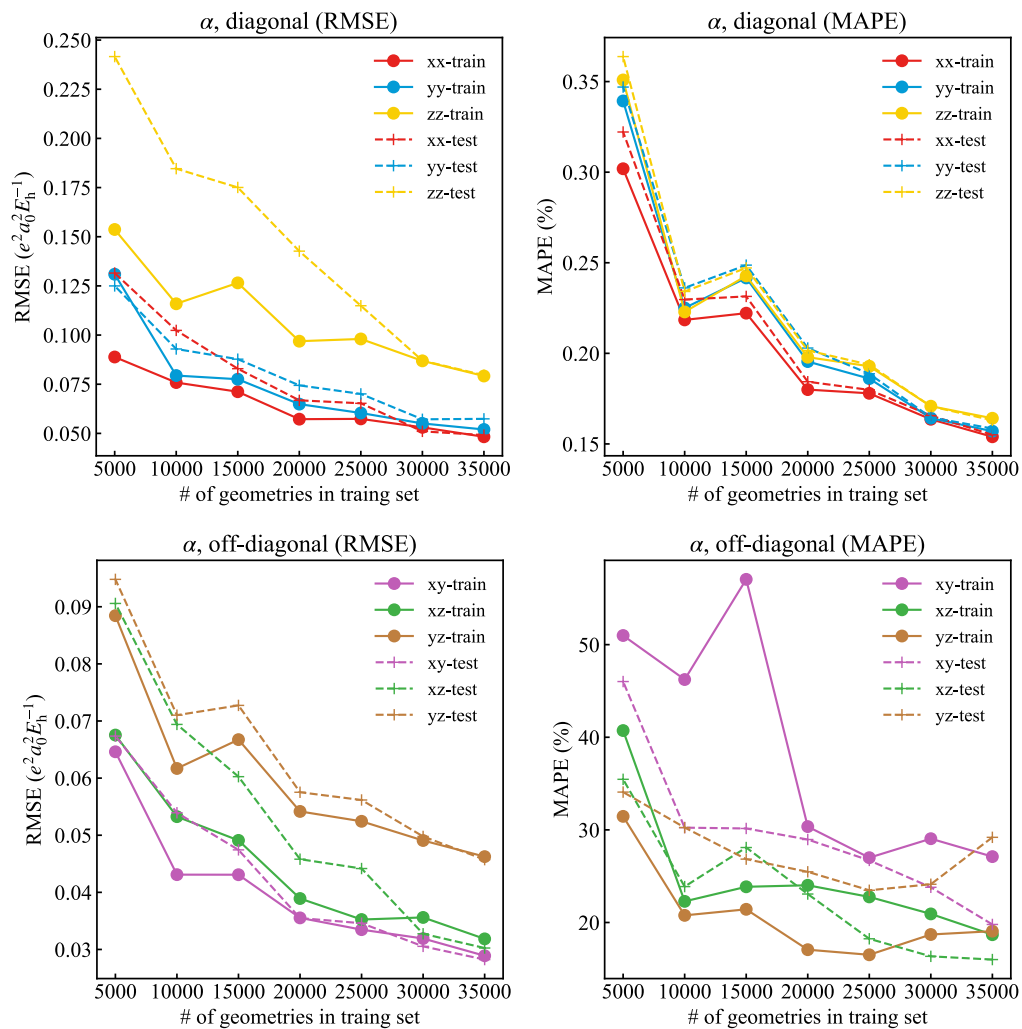 α, diagonal (RMSE)
0.250
0.225
0.200
0.175
0.150
0.125
0.100
0.075
0.050
RMSE (e²a₀²Eₕ⁻¹)
xx-train
yy-train
zz-train
xx-test
yy-test
zz-test
5000 10000 15000 20000 25000 30000 35000
# of geometries in traing set
α, diagonal (MAPE)
0.35
0.30
0.25
0.20
0.15
MAPE (%)
xx-train
yy-train
zz-train
xx-test
yy-test
zz-test
5000 10000 15000 20000 25000 30000 35000
# of geometries in traing set
α, off-diagonal (RMSE)
0.09
0.08
0.07
0.06
0.05
0.04
0.03
RMSE (e²a₀²Eₕ⁻¹)
xy-train
xz-train
yz-train
xy-test
xz-test
yz-test
5000 10000 15000 20000 25000 30000 35000
# of geometries in traing set
α, off-diagonal (MAPE)
50
40
30
20
MAPE (%)
xy-train
xz-train
yz-train
xy-test
xz-test
yz-test
5000 10000 15000 20000 25000 30000 35000
# of geometries in traing set